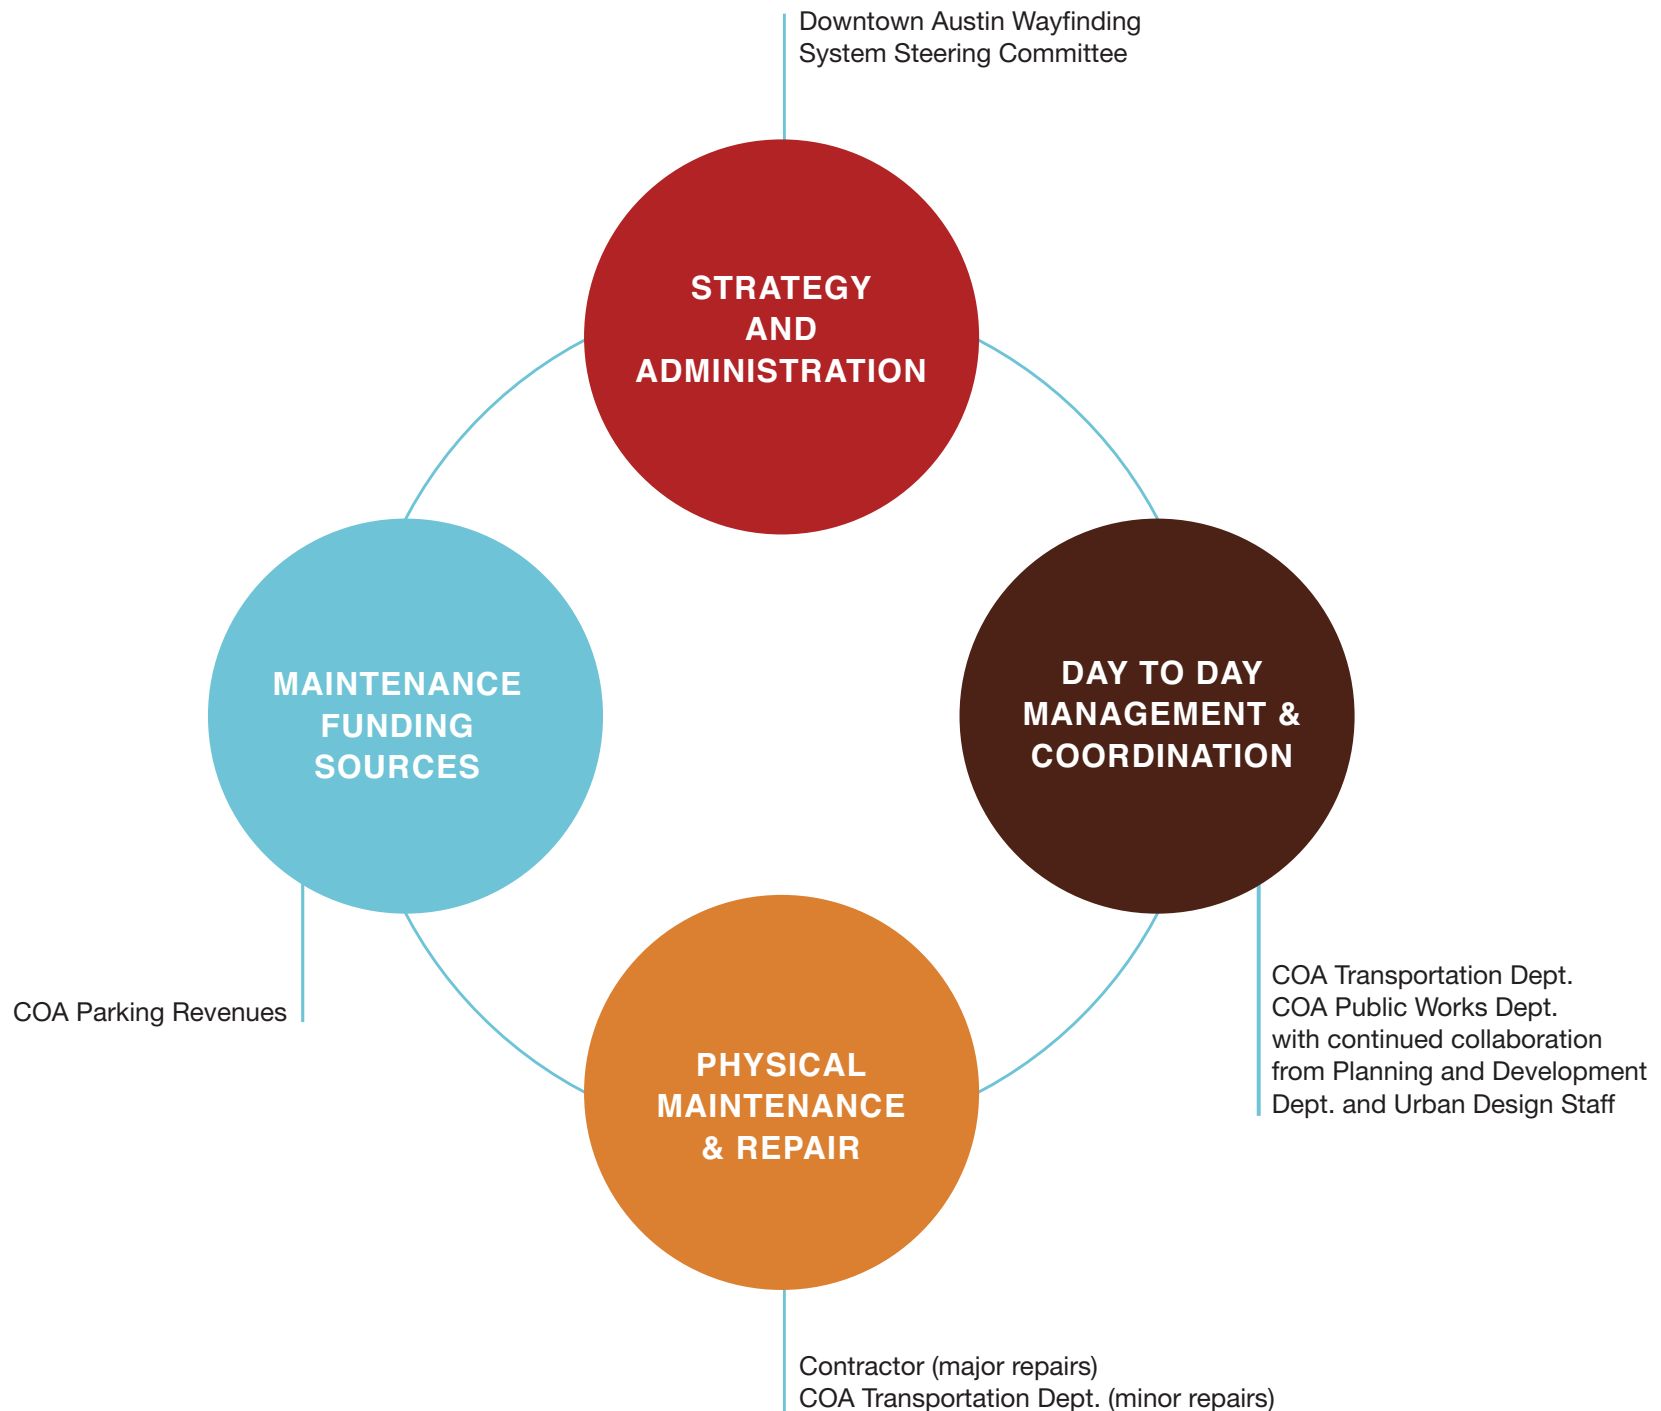 Downtown Austin Wayfinding
System Steering Committee
STRATEGY
AND
ADMINISTRATION
MAINTENANCE
FUNDING
SOURCES
DAY TO DAY
MANAGEMENT &
COORDINATION
COA Parking Revenues
COA Transportation Dept.
COA Public Works Dept.
with continued collaboration
from Planning and Development
Dept. and Urban Design Staff
PHYSICAL
MAINTENANCE
& REPAIR
Contractor (major repairs)
COA Transportation Dept. (minor repairs)